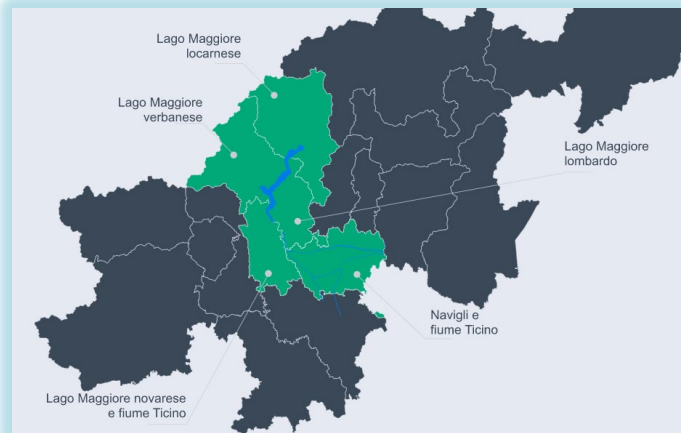 Lago Maggiore
locarnese
Lago Maggiore
verbanese
Lago Maggiore
lombardo
Navigli e
fiume Ticino
Lago Maggiore novarese
e fiume Ticino